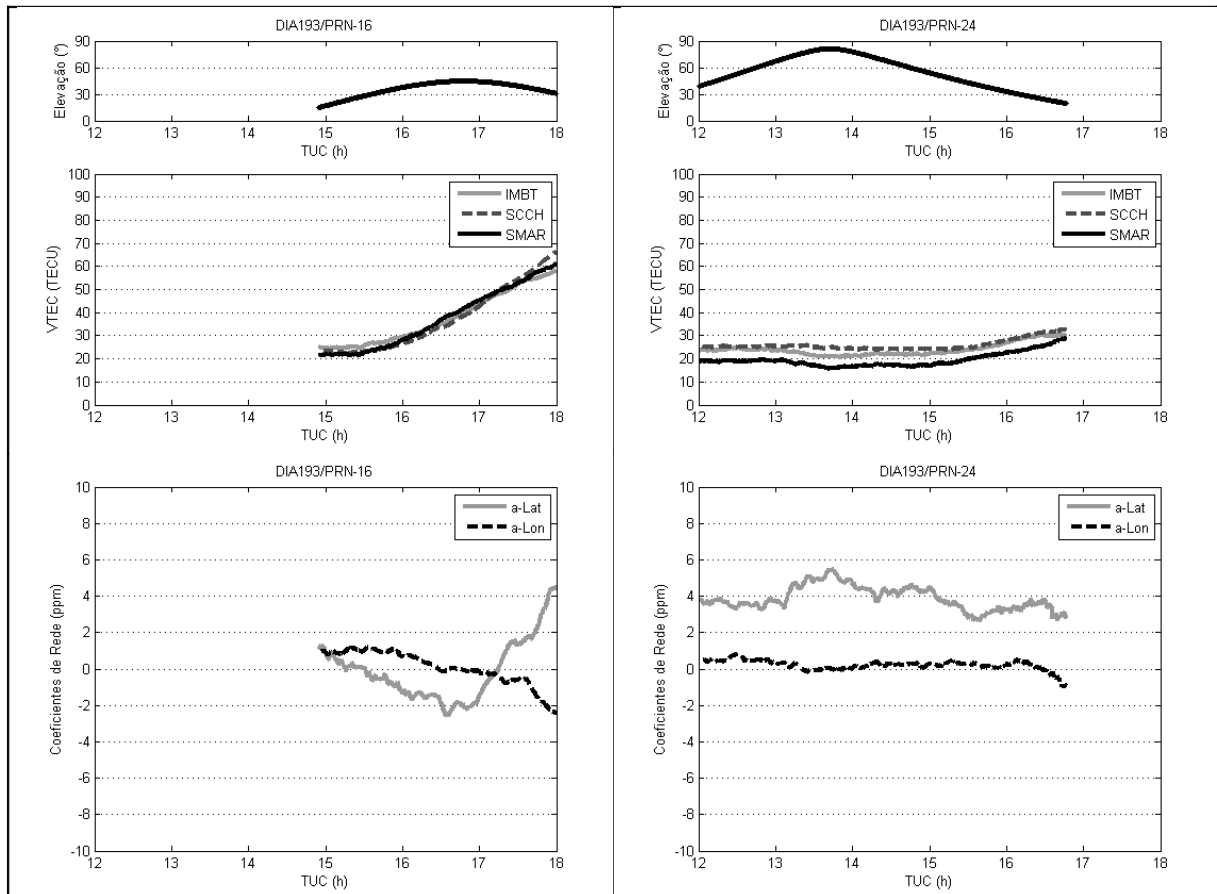 DIA193/PRN-16
Elevação (º)
90
60
30
0
12 13 14 15 16 17 18
TUC (h)
VTEC (TECU)
100
90
80
70
60
50
40
30
20
10
0
IMBT
SCCH
SMAR
12 13 14 15 16 17 18
TUC (h)
DIA193/PRN-24
Elevação (º)
90
60
30
0
12 13 14 15 16 17 18
TUC (h)
VTEC (TECU)
100
90
80
70
60
50
40
30
20
10
0
IMBT
SCCH
SMAR
12 13 14 15 16 17 18
TUC (h)
DIA193/PRN-16
Coeficientes de Rede (ppm)
10
8
6
4
2
0
-2
-4
-6
-8
-10
a-Lat
a-Lon
12 13 14 15 16 17 18
TUC (h)
DIA193/PRN-24
Coeficientes de Rede (ppm)
10
8
6
4
2
0
-2
-4
-6
-8
-10
a-Lat
a-Lon
12 13 14 15 16 17 18
TUC (h)